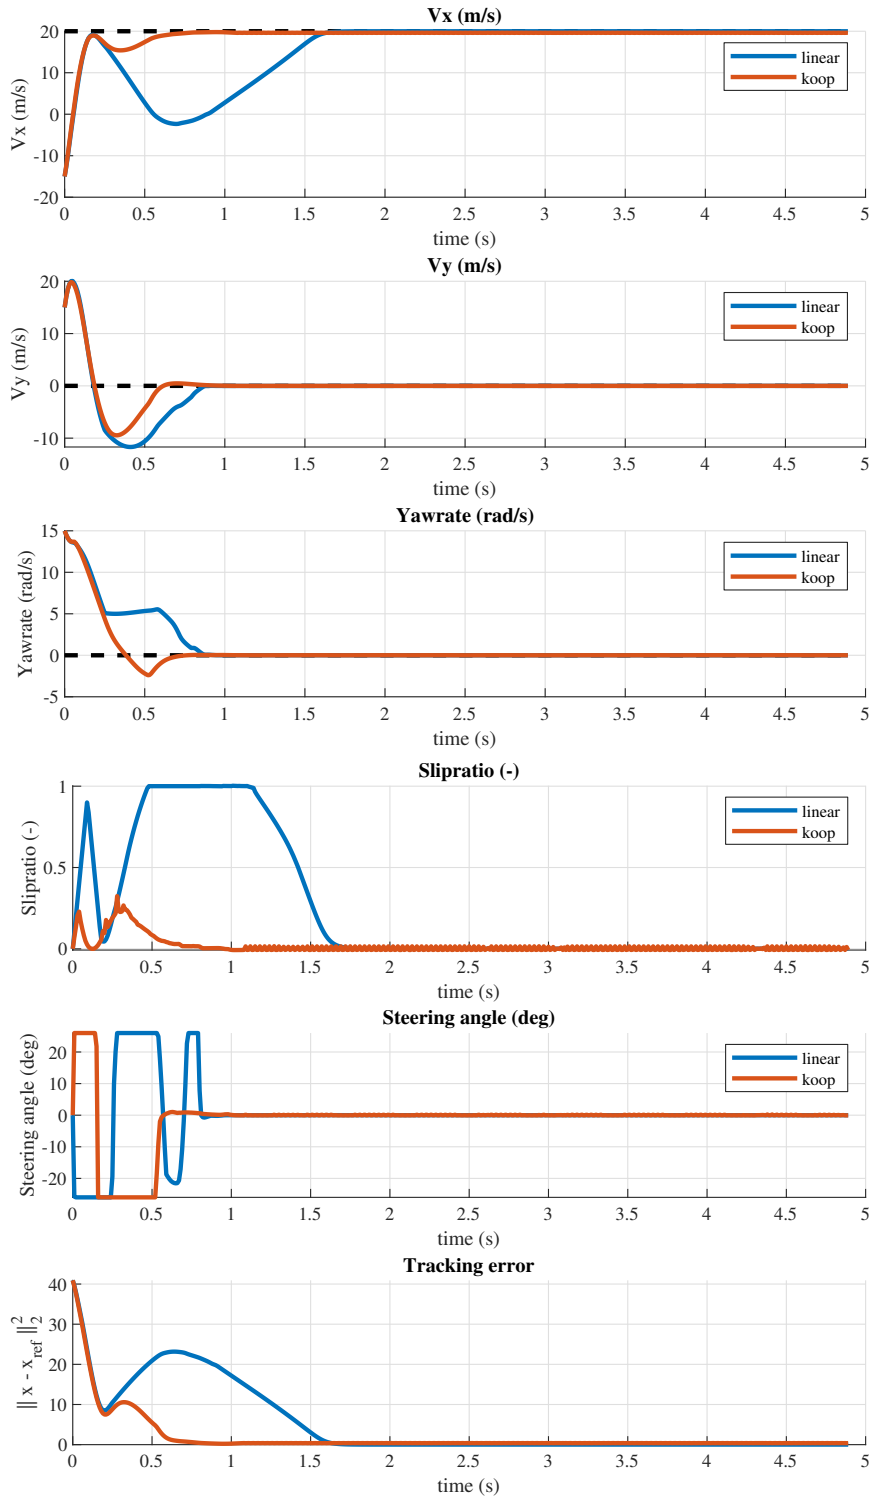 Vx (m/s)
20
10
0
-10
-20
Vx (m/s)
linear
koop
0 0.5 1 1.5 2 2.5 3 3.5 4 4.5 5
time (s)
Vy (m/s)
20
10
0
-10
Vy (m/s)
linear
koop
0 0.5 1 1.5 2 2.5 3 3.5 4 4.5 5
time (s)
Yawrate (rad/s)
15
10
5
0
-5
Yawrate (rad/s)
linear
koop
0 0.5 1 1.5 2 2.5 3 3.5 4 4.5 5
time (s)
Slipratio (-)
1
0.5
0
Slipratio (-)
linear
koop
0 0.5 1 1.5 2 2.5 3 3.5 4 4.5 5
time (s)
Steering angle (deg)
20
10
0
-10
-20
Steering angle (deg)
linear
koop
0 0.5 1 1.5 2 2.5 3 3.5 4 4.5 5
time (s)
Tracking error
40
30
20
10
0
|| x - x_ref ||_2^2
0 0.5 1 1.5 2 2.5 3 3.5 4 4.5 5
time (s)